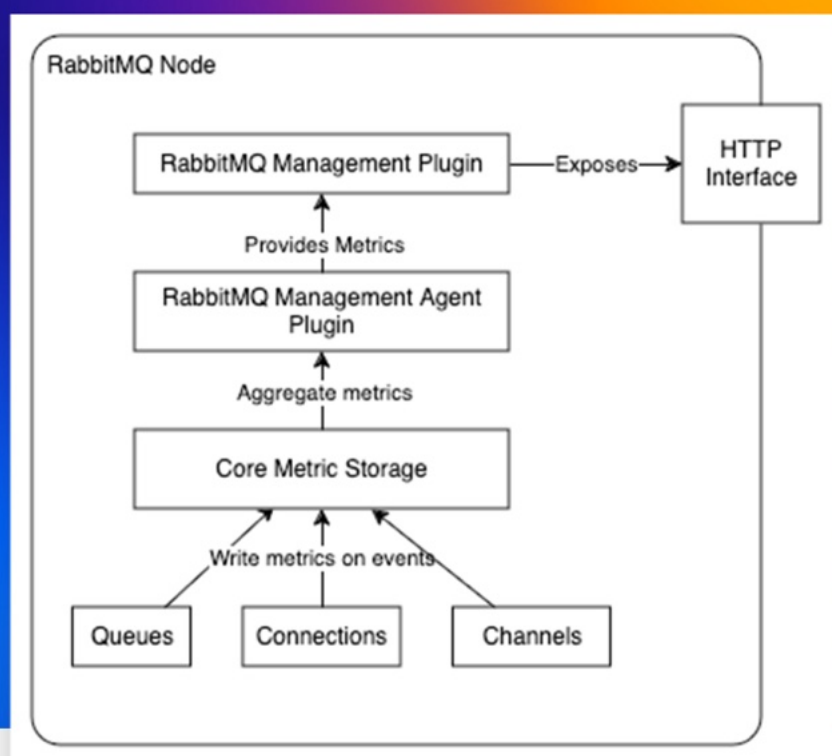 RabbitMQ Node
RabbitMQ Management Plugin
Exposes
HTTP
Interface
Provides Metrics
RabbitMQ Management Agent
Plugin
Aggregate metrics
Core Metric Storage
Write metrics on events
Queues
Connections
Channels